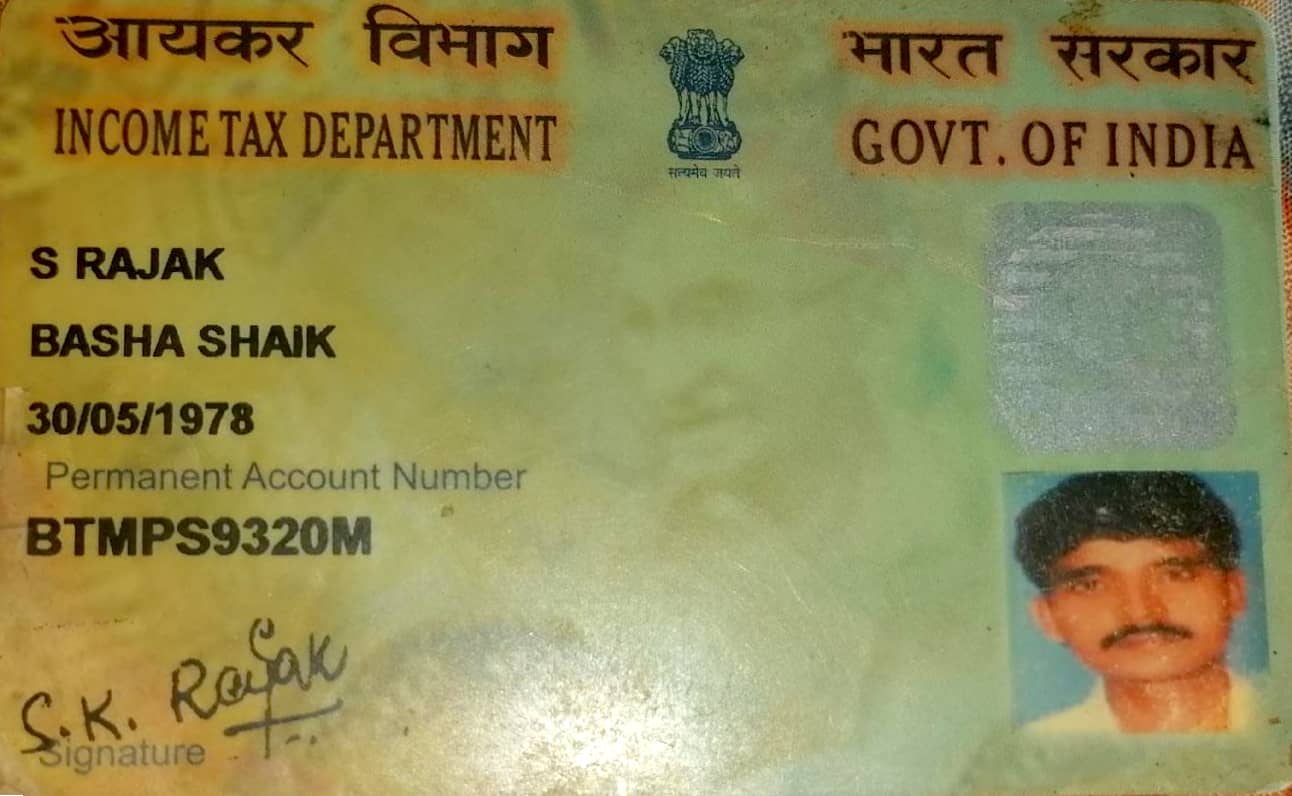 आयकर विभाग
भारत सरकार
INCOME TAX DEPARTMENT
GOVT. OF INDIA
सत्यमेव जयते
S RAJAK
BASHA SHAIK
30/05/1978
Permanent Account Number
BTMPS9320M
S.K. Rajak
Signature